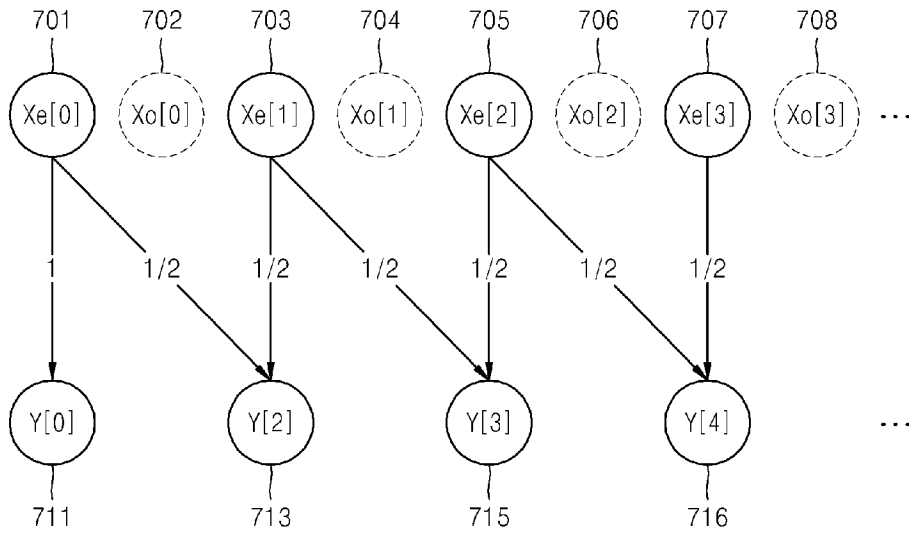 701 702 703 704 705 706 707 708
Xe[0] Xo[0] Xe[1] Xo[1] Xe[2] Xo[2] Xe[3] Xo[3] ...
1 1/2 1/2 1/2 1/2 1/2 1/2
Y[0] Y[2] Y[3] Y[4] ...
711 713 715 716